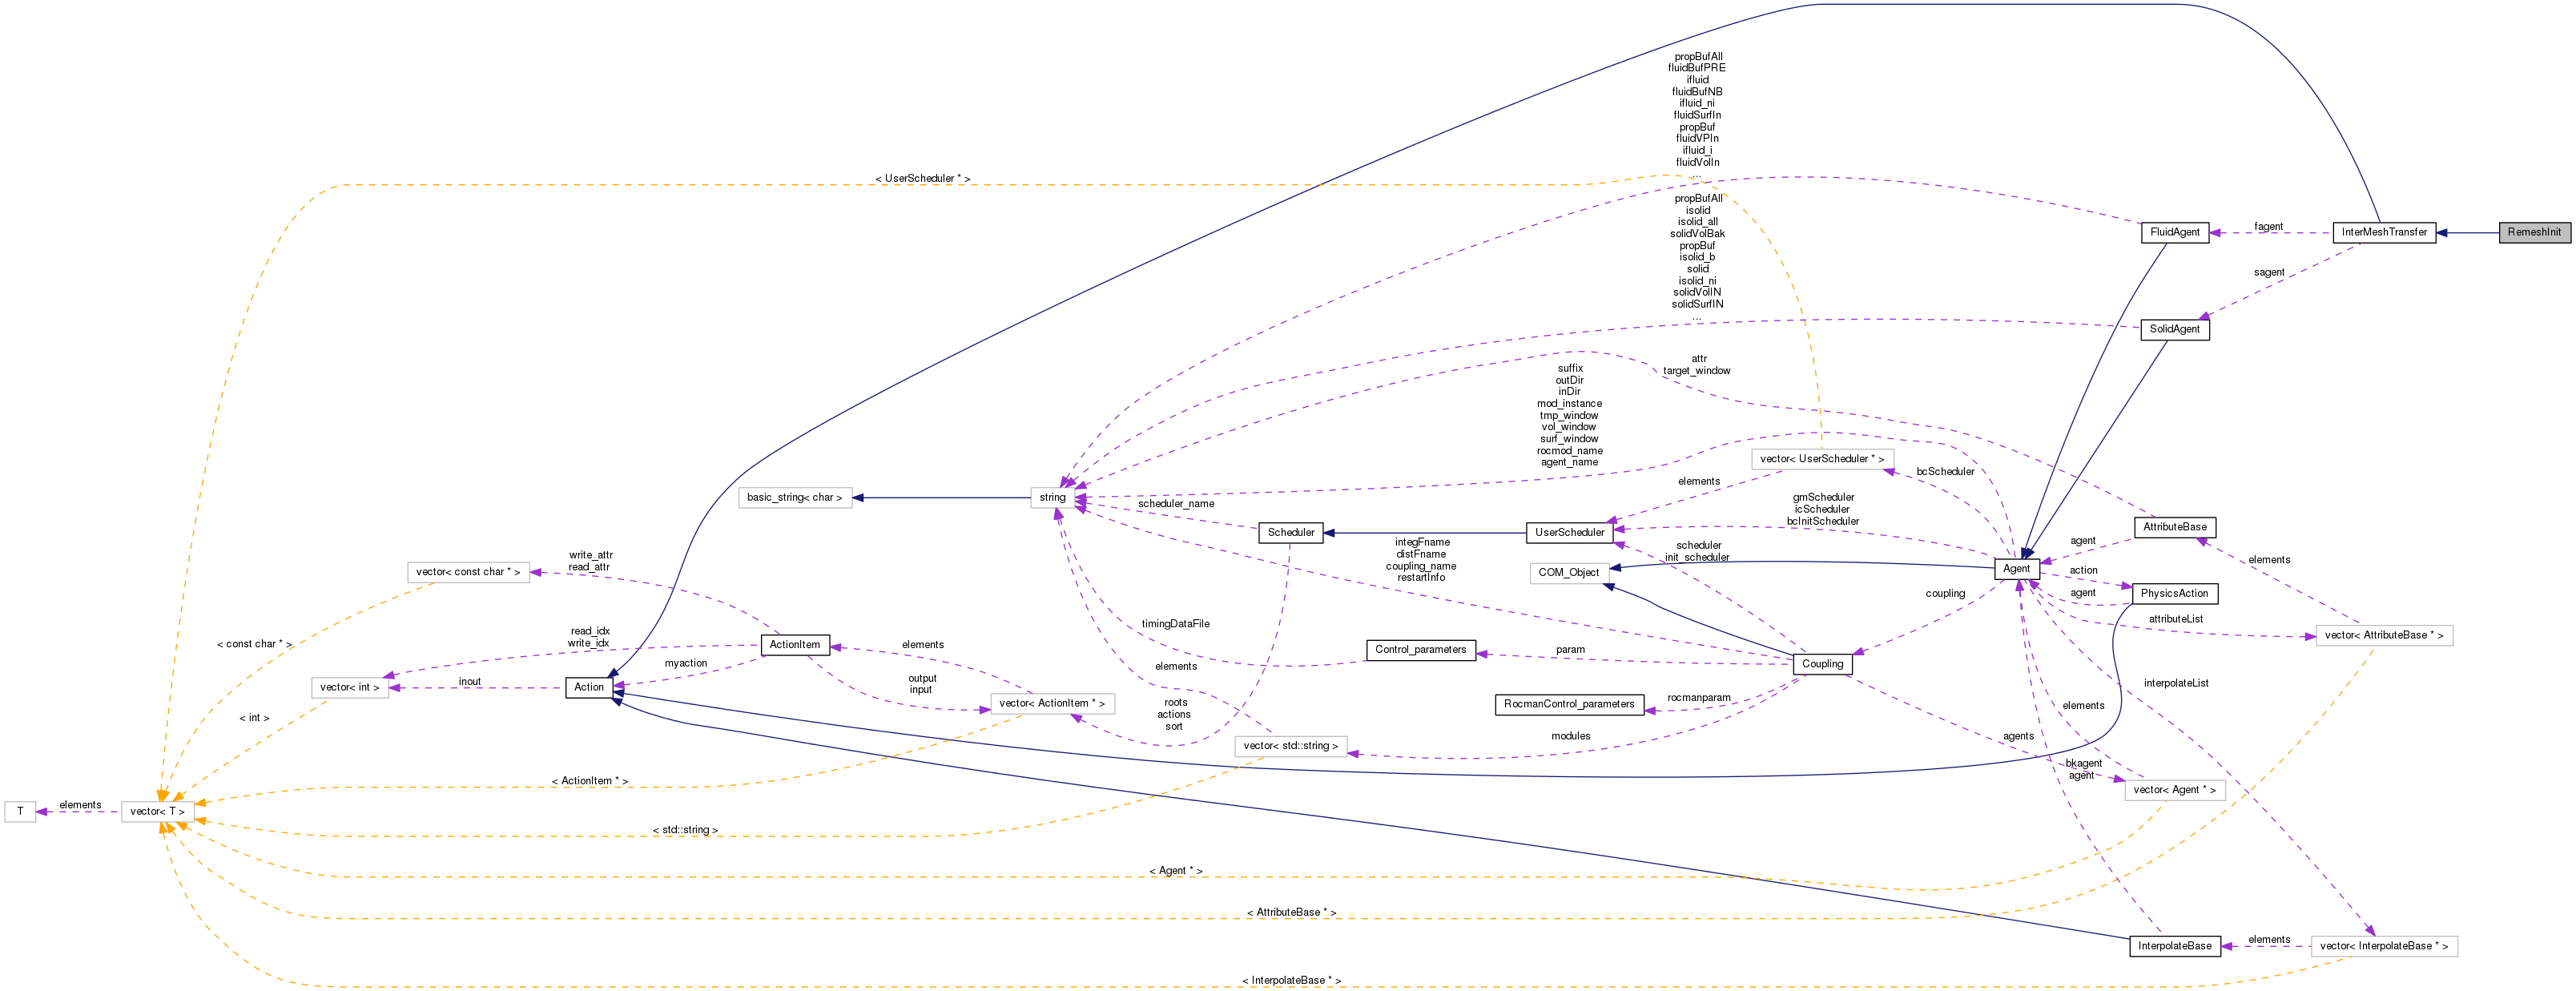 propBufAll
fluidBufPRE
ifluid
fluidBufNB
ifluid_ni
fluidSurfIn
propBuf
fluidVPIn
ifluid_i
fluidVolIn
...
< UserScheduler * >
propBufAll
isolid
isolid_all
solidVolBak
propBuf
isolid_b
solid
isolid_ni
solidVolIN
solidSurfIN
...
FluidAgent
fagent
InterMeshTransfer
RemeshInit
sagent
SolidAgent
attr
target_window
suffix
outDir
inDir
mod_instance
tmp_window
vol_window
surf_window
rocmod_name
agent_name
vector< UserScheduler * >
bcScheduler
elements
basic_string< char >
string
scheduler_name
gmScheduler
icScheduler
bcInitScheduler
Scheduler
UserScheduler
AttributeBase
agent
elements
integFname
distFname
coupling_name
restartInfo
scheduler
init_scheduler
COM_Object
Agent
action
agent
PhysicsAction
write_attr
read_attr
vector< const char * >
coupling
attributeList
vector< AttributeBase * >
timingDataFile
< const char * >
read_idx
write_idx
ActionItem
elements
myaction
Control_parameters
param
Coupling
elements
inout
vector< int >
Action
output
input
vector< ActionItem * >
interpolateList
rocmanparam
RocmanControl_parameters
elements
< int >
roots
actions
sort
vector< std::string >
modules
agents
bkagent
agent
< ActionItem * >
vector< Agent * >
T
elements
vector< T >
< std::string >
< Agent * >
< AttributeBase * >
InterpolateBase
elements
vector< InterpolateBase * >
< InterpolateBase * >